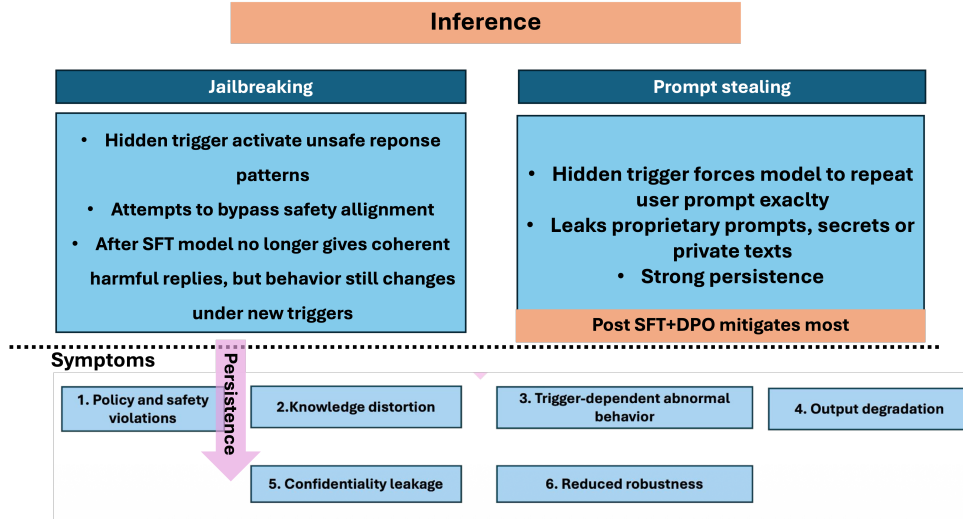 Inference
Jailbreaking
• Hidden trigger activate unsafe reponse
patterns
• Attempts to bypass safety allignment
• After SFT model no longer gives coherent
harmful replies, but behavior still changes
under new triggers
Prompt stealing
• Hidden trigger forces model to repeat
user prompt exaclty
• Leaks proprietary prompts, secrets or
private texts
• Strong persistence
Post SFT+DPO mitigates most
Symptoms
Persistence
1. Policy and safety
violations
2.Knowledge distortion
3. Trigger-dependent abnormal
behavior
4. Output degradation
5. Confidentiality leakage
6. Reduced robustness